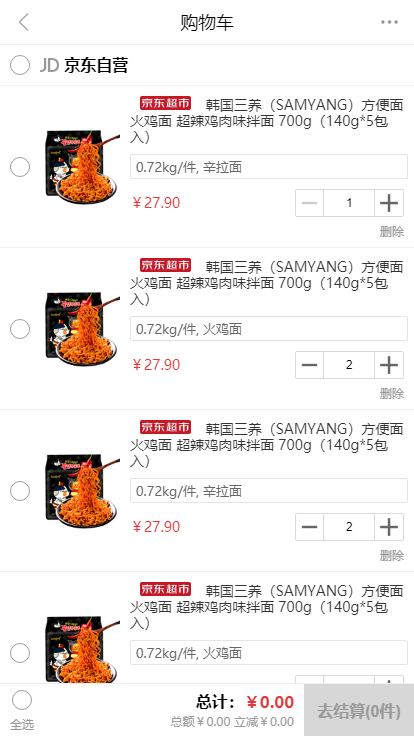 购物车
JD 京东自营
京东超市 韩国三养（SAMYANG）方便面
火鸡面 超辣鸡肉味拌面 700g（140g*5包
入）
0.72kg/件, 辛拉面
￥27.90
1
删除
京东超市 韩国三养（SAMYANG）方便面
火鸡面 超辣鸡肉味拌面 700g（140g*5包
入）
0.72kg/件, 火鸡面
￥27.90
2
删除
京东超市 韩国三养（SAMYANG）方便面
火鸡面 超辣鸡肉味拌面 700g（140g*5包
入）
0.72kg/件, 辛拉面
￥27.90
2
删除
京东超市 韩国三养（SAMYANG）方便面
火鸡面 超辣鸡肉味拌面 700g（140g*5包
入）
0.72kg/件, 火鸡面
全选
总计：￥0.00
总额￥0.00 立减￥0.00
去结算(0件)